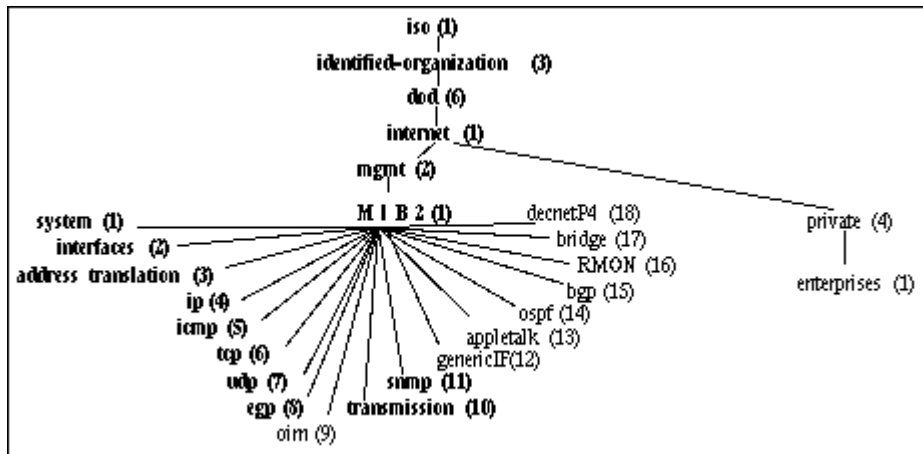 iso (1)
identified-organization (3)
dod (6)
internet (1)
mgmt (2)
M I B 2 (1)
system (1)
interfaces (2)
address translation (3)
ip (4)
icmp (5)
tcp (6)
udp (7)
egp (8)
oim (9)
transmission (10)
snmp (11)
genericIF(12)
appletalk (13)
ospf (14)
bgp (15)
RMON (16)
bridge (17)
decnetP4 (18)
private (4)
enterprises (1)